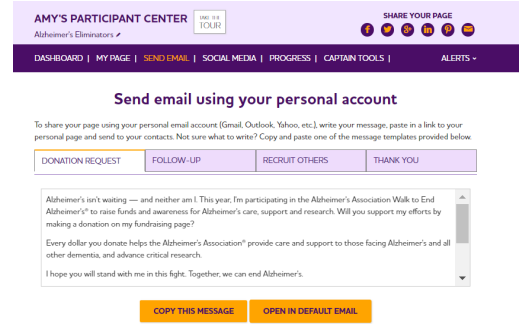 AMY'S PARTICIPANT CENTER
TAKE THE
TOUR
SHARE YOUR PAGE
Alzheimer's Eliminators
DASHBOARD | MY PAGE | SEND EMAIL | SOCIAL MEDIA | PROGRESS | CAPTAIN TOOLS | ALERTS
Send email using your personal account
To share your page using your personal email account (Gmail, Outlook, Yahoo, etc.), write your message, paste in a link to your
personal page and send to your contacts. Not sure what to write? Copy and paste one of the message templates provided below.
DONATION REQUEST
FOLLOW-UP
RECRUIT OTHERS
THANK YOU
Alzheimer's isn't waiting — and neither am I. This year, I'm participating in the Alzheimer's Association Walk to End
Alzheimer's® to raise funds and awareness for Alzheimer's care, support and research. Will you support my efforts by
making a donation on my fundraising page?
Every dollar you donate helps the Alzheimer's Association® provide care and support to those facing Alzheimer's and all
other dementia, and advance critical research.
I hope you will stand with me in this fight. Together, we can end Alzheimer's.
COPY THIS MESSAGE
OPEN IN DEFAULT EMAIL